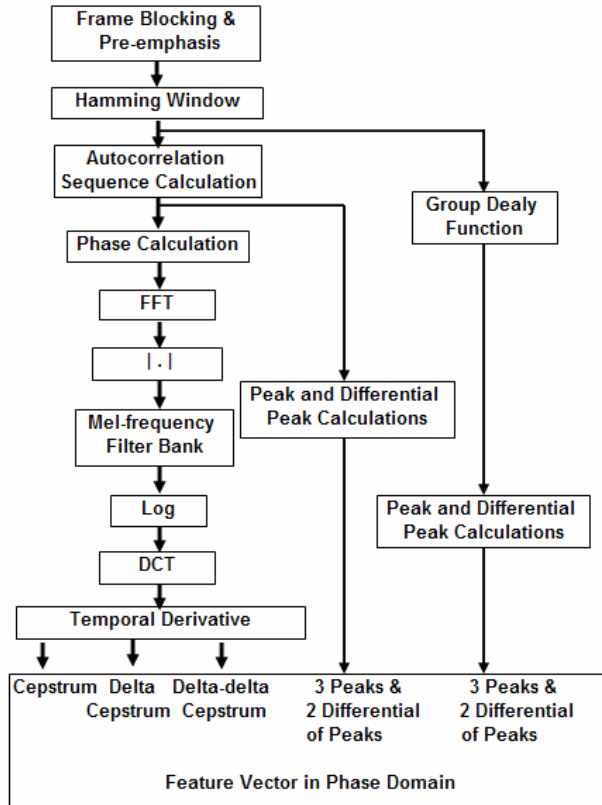 Frame Blocking &
Pre-emphasis
Hamming Window
Autocorrelation
Sequence Calculation
Group Dealy
Function
Phase Calculation
FFT
|.|
Peak and Differential
Peak Calculations
Mel-frequency
Filter Bank
Log
Peak and Differential
Peak Calculations
DCT
Temporal Derivative
Cepstrum
Delta
Cepstrum
Delta-delta
Cepstrum
3 Peaks &
2 Differential
of Peaks
3 Peaks &
2 Differential
of Peaks
Feature Vector in Phase Domain